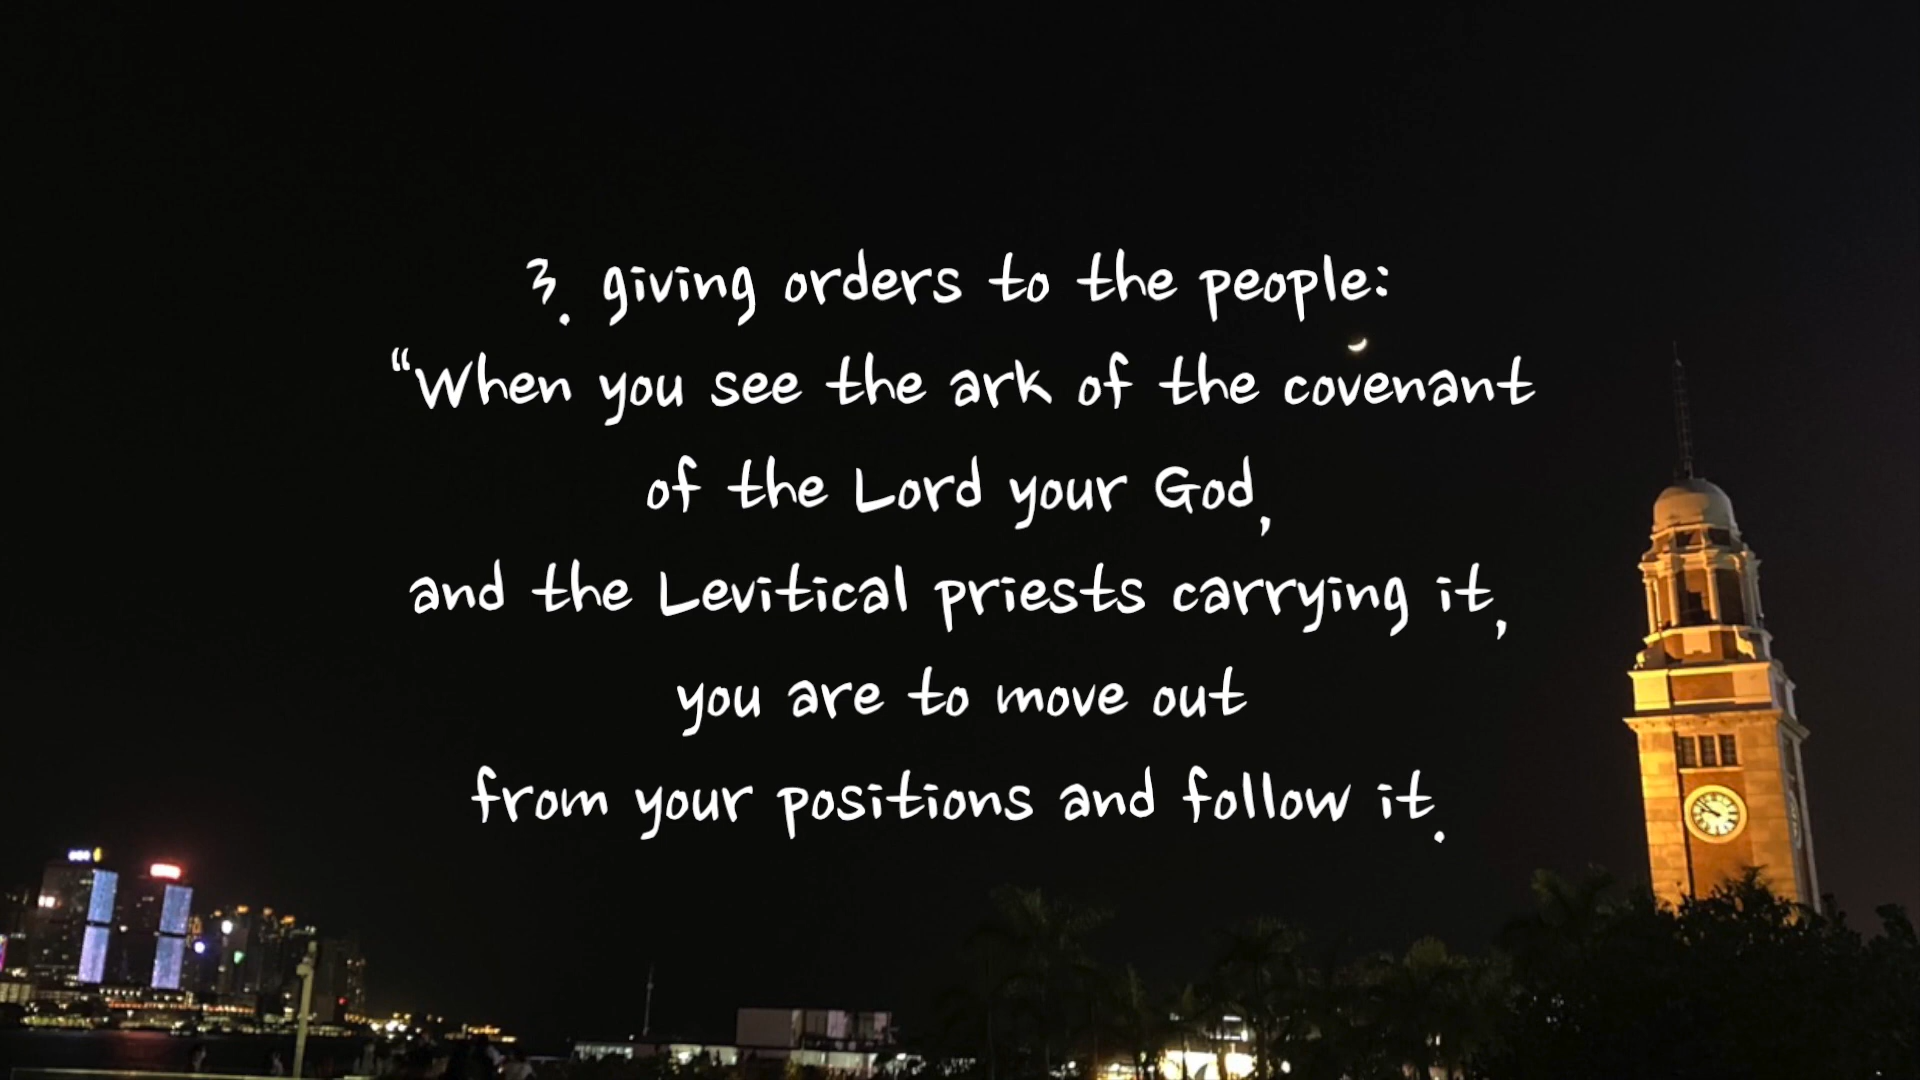 3. giving orders to the people:
“When you see the ark of the covenant
of the Lord your God,
and the Levitical priests carrying it,
you are to move out
from your positions and follow it.